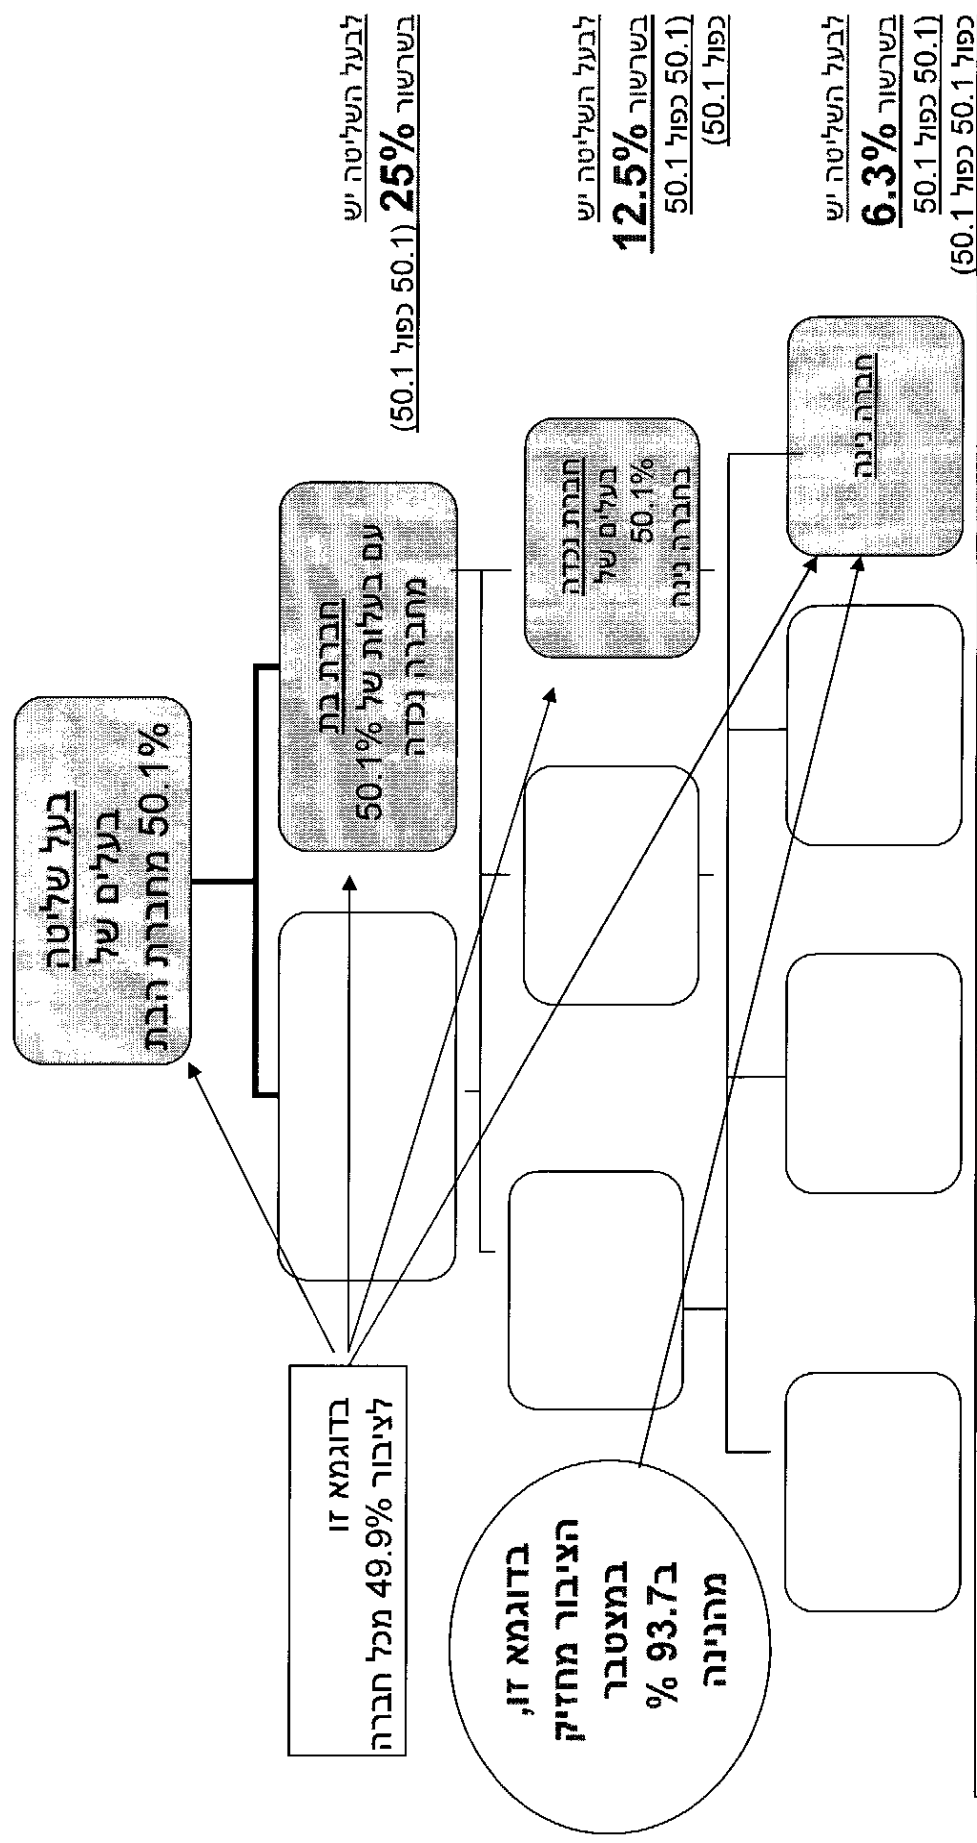 בעל שליטה
בעלים של
50.1% מחברת הבת
חברת בת
עם בעלות של
50.1%
מחברה נכדה
לבעל השליטה יש
בשרשור 25% (50.1 כפול 50.1)
בדוגמא זו
לציבור 49.9% מכל חברה
חברת נכדה
בעלים של
50.1%
בחברה נינה
לבעל השליטה יש
בשרשור 12.5%
(50.1 כפול 50.1
כפול 50.1)
בדוגמא זו,
הציבור מחזיק
במצטבר
ב93.7 %
מהנינה
חברה נינה
לבעל השליטה יש
בשרשור 6.3%
(50.1 כפול 50.1
כפול 50.1 כפול 50.1)